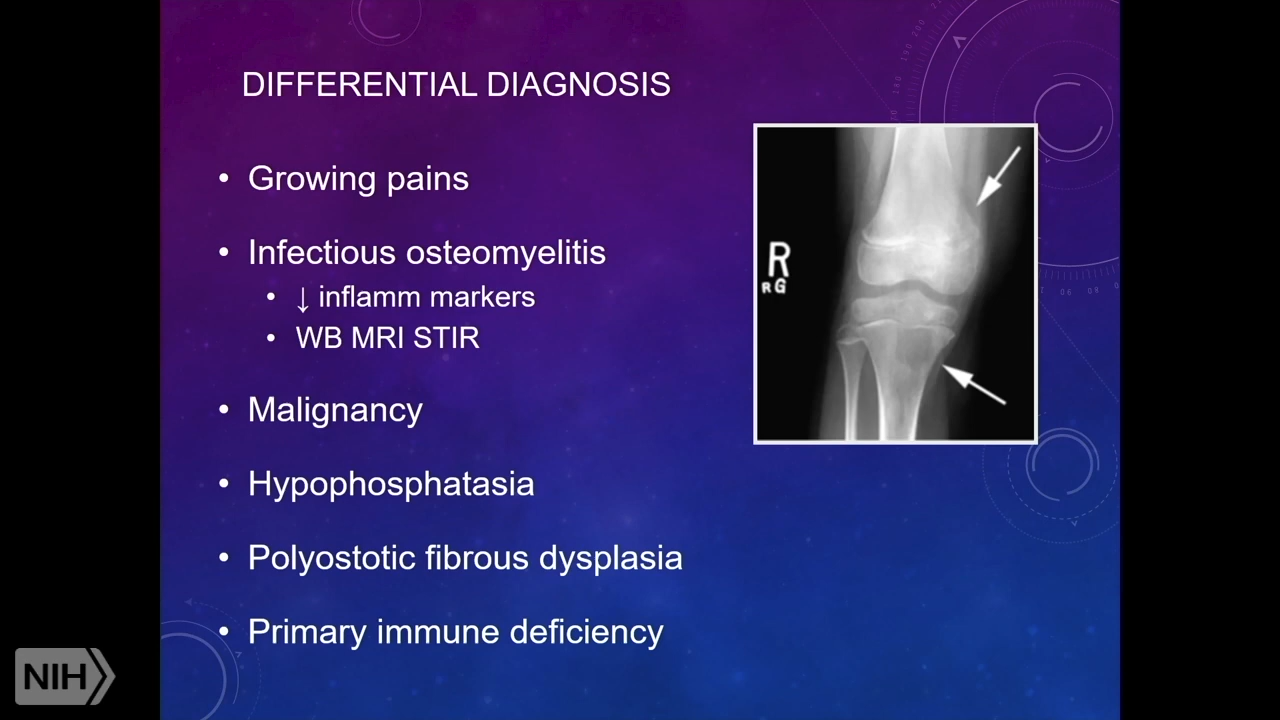 DIFFERENTIAL DIAGNOSIS
• Growing pains
• Infectious osteomyelitis
• ↓ inflamm markers
• WB MRI STIR
• Malignancy
• Hypophosphatasia
• Polyostotic fibrous dysplasia
• Primary immune deficiency
R
RG
NIH